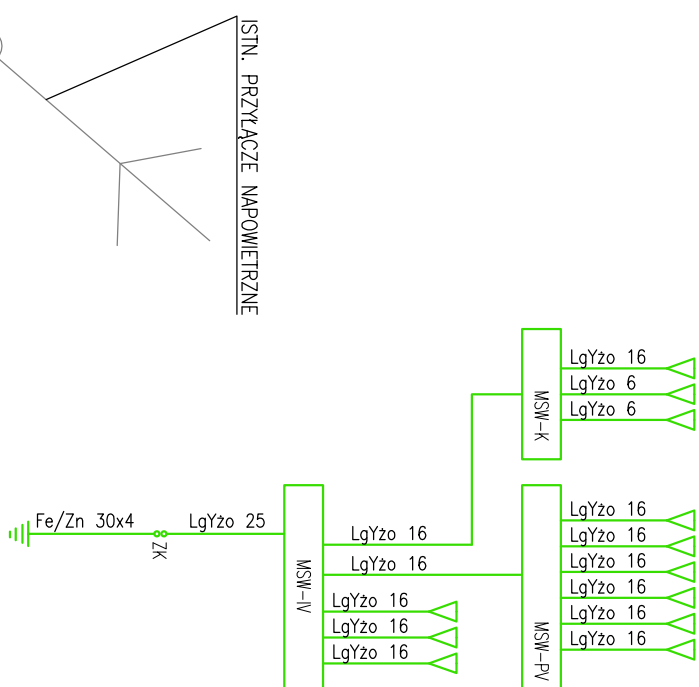 ISTN. PRZYŁĄCZE NAPOWIETRZNE
LgYżo 16
LgYżo 6
LgYżo 6
MSW-K
Fe/Zn 30x4
ZK
LgYżo 25
MSW-IV
LgYżo 16
LgYżo 16
LgYżo 16
LgYżo 16
LgYżo 16
MSW-PV
LgYżo 16
LgYżo 16
LgYżo 16
LgYżo 16
LgYżo 16
LgYżo 16